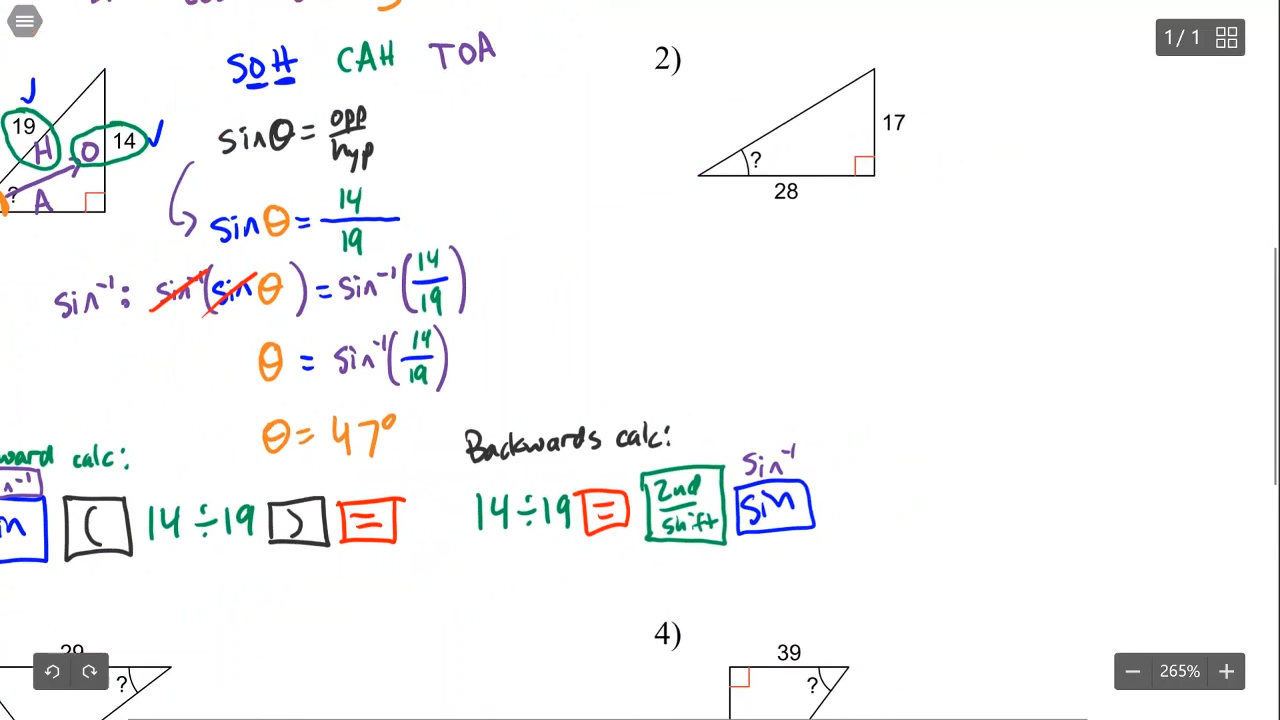 1 / 1
SOH CAH TOA
2)
19
H
O
14
?
A
sinθ = opp/hyp
17
?
28
sinθ = 14/19
sin⁻¹: sin⁻¹(sinθ) = sin⁻¹(14/19)
θ = sin⁻¹(14/19)
θ = 47°
ward calc:
Backwards calc:
n⁻¹
sin⁻¹
n ( 14 ÷ 19 ) =
14 ÷ 19 = 2nd shift sin
4)
29
?
39
?
265%